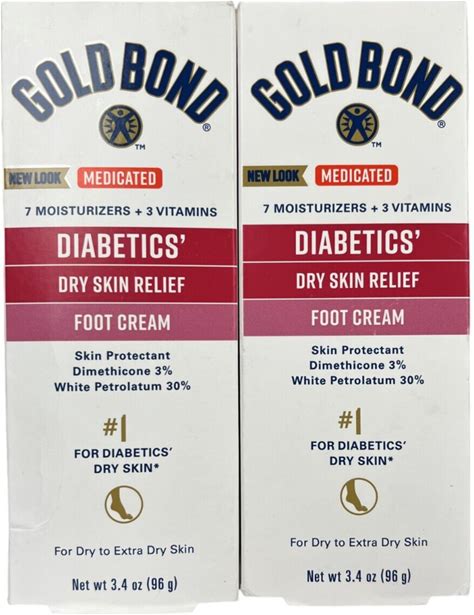 GOLD BOND®
™
NEW LOOK MEDICATED
7 MOISTURIZERS + 3 VITAMINS
DIABETICS'
DRY SKIN RELIEF
FOOT CREAM
Skin Protectant
Dimethicone 3%
White Petrolatum 30%
#1
FOR DIABETICS'
DRY SKIN*
For Dry to Extra Dry Skin
Net wt 3.4 oz (96 g)
GOLD BOND®
™
NEW LOOK MEDICATED
7 MOISTURIZERS + 3 VITAMINS
DIABETICS'
DRY SKIN RELIEF
FOOT CREAM
Skin Protectant
Dimethicone 3%
White Petrolatum 30%
#1
FOR DIABETICS'
DRY SKIN*
For Dry to Extra Dry Skin
Net wt 3.4 oz (96 g)